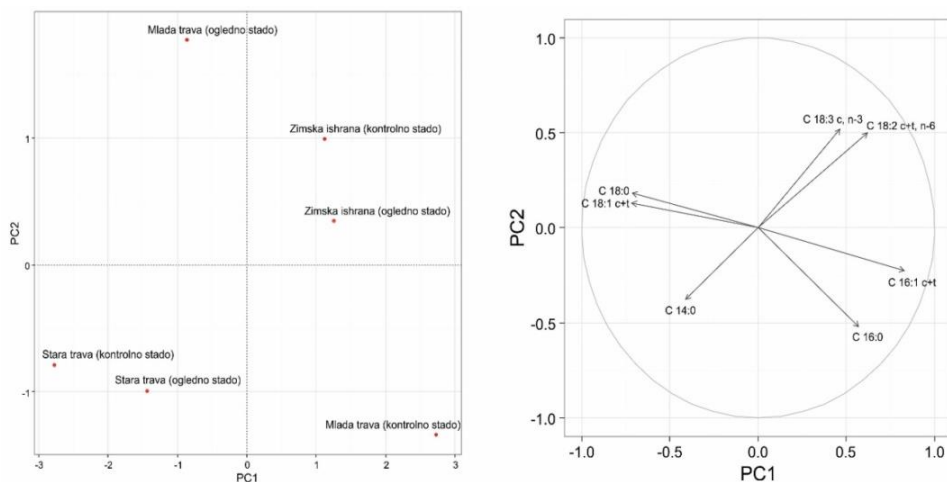 Mlada trava (ogledno stado)
Zimska ishrana (kontrolno stado)
Zimska ishrana (ogledno stado)
Stara trava (kontrolno stado)
Stara trava (ogledno stado)
Mlada trava (kontrolno stado)
PC2
1
0
-1
-3
-2
-1
0
1
2
3
PC1
C 18:3 c, n-3
C 18:2 c+t, n-6
C 18:0
C 18:1 c+t
C 16:1 c+t
C 14:0
C 16:0
PC2
1.0
0.5
0.0
-0.5
-1.0
-1.0
-0.5
0.0
0.5
1.0
PC1